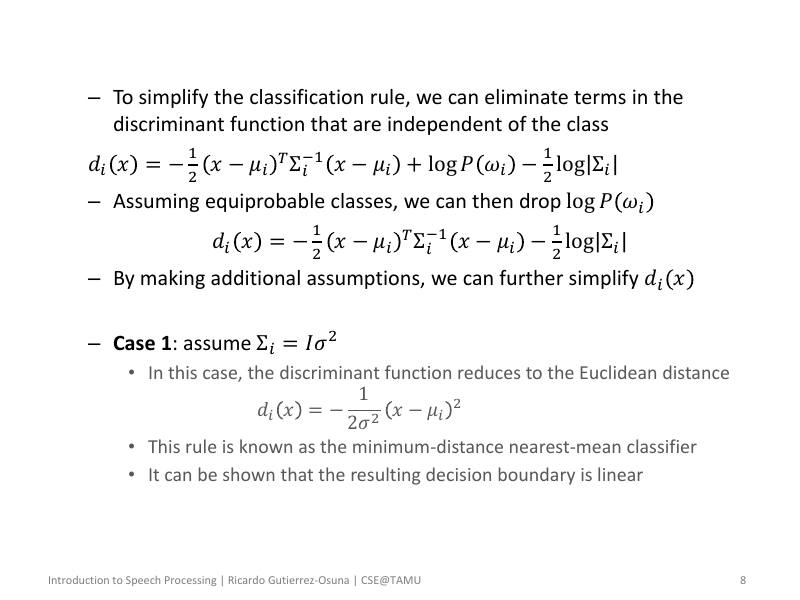 – To simplify the classification rule, we can eliminate terms in the
discriminant function that are independent of the class
𝑑ᵢ(𝑥) = −½(𝑥 − 𝜇ᵢ)ᵀΣᵢ⁻¹(𝑥 − 𝜇ᵢ) + log 𝑃(𝜔ᵢ) − ½log|Σᵢ|
– Assuming equiprobable classes, we can then drop log 𝑃(𝜔ᵢ)
𝑑ᵢ(𝑥) = −½(𝑥 − 𝜇ᵢ)ᵀΣᵢ⁻¹(𝑥 − 𝜇ᵢ) − ½log|Σᵢ|
– By making additional assumptions, we can further simplify 𝑑ᵢ(𝑥)
– Case 1: assume Σᵢ = 𝐼𝜎²
• In this case, the discriminant function reduces to the Euclidean distance
𝑑ᵢ(𝑥) = − 1/(2𝜎²) (𝑥 − 𝜇ᵢ)²
• This rule is known as the minimum-distance nearest-mean classifier
• It can be shown that the resulting decision boundary is linear
Introduction to Speech Processing | Ricardo Gutierrez-Osuna | CSE@TAMU 8